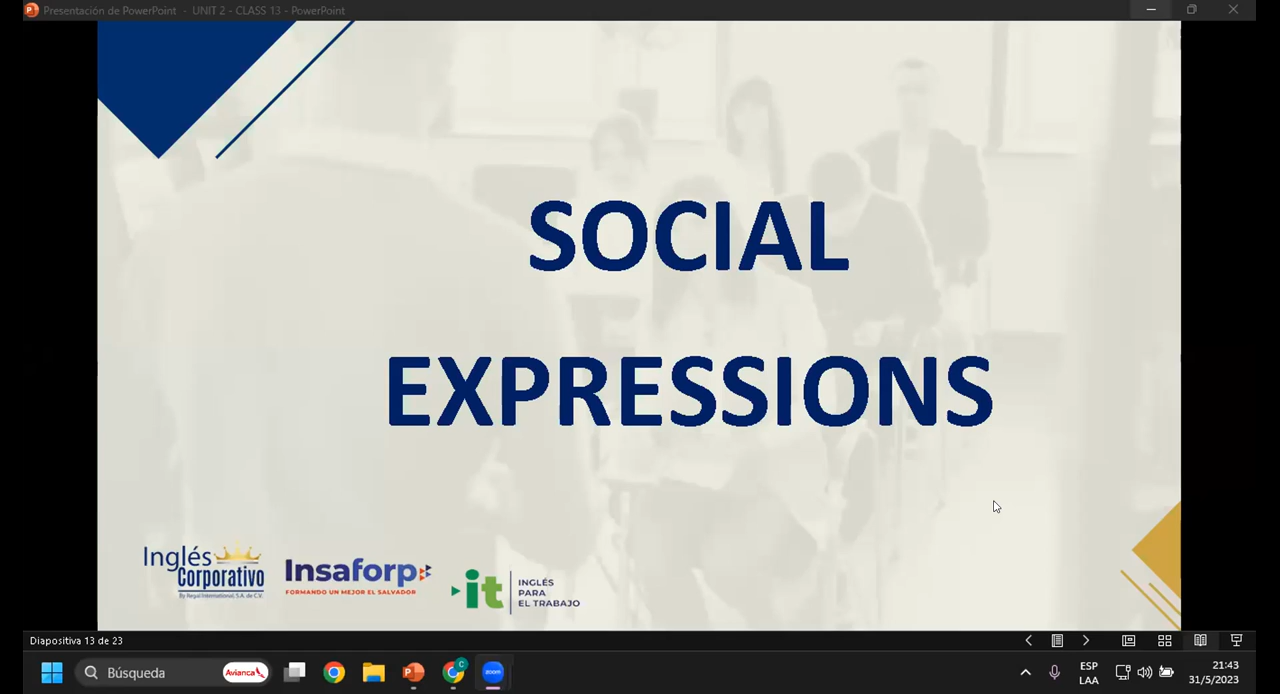 Presentación de PowerPoint - UNIT 2 - CLASS 13 - PowerPoint
SOCIAL
EXPRESSIONS
Inglés
Corporativo
By Regal International, S.A. de C.V.
Insaforp
FORMANDO UN MEJOR EL SALVADOR
it
INGLÉS
PARA
EL TRABAJO
Diapositiva 13 de 23
Búsqueda
Avianca
zoom
ESP
LAA
21:43
31/5/2023